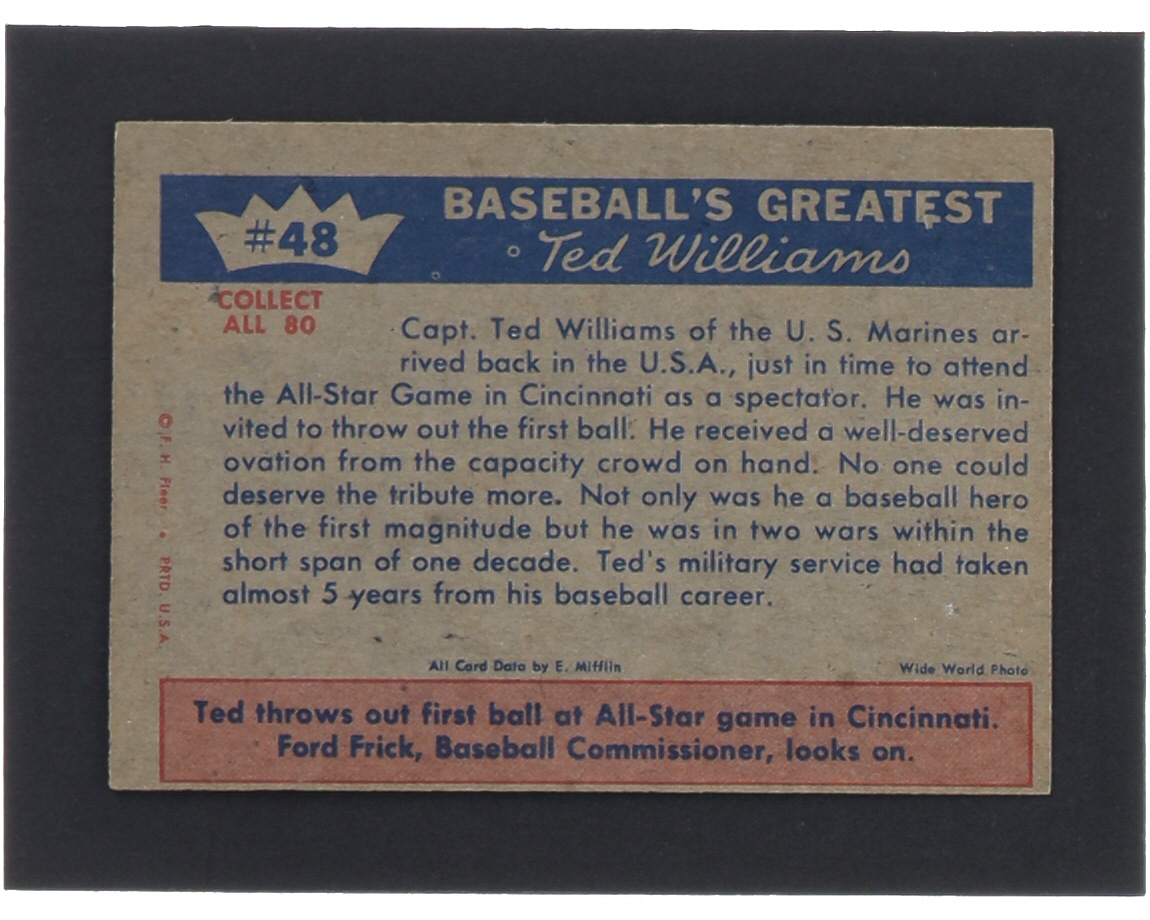 #48
BASEBALL'S GREATEST
Ted Williams
COLLECT
ALL 80
Capt. Ted Williams of the U. S. Marines ar-
rived back in the U.S.A., just in time to attend
the All-Star Game in Cincinnati as a spectator. He was in-
vited to throw out the first ball. He received a well-deserved
ovation from the capacity crowd on hand. No one could
deserve the tribute more. Not only was he a baseball hero
of the first magnitude but he was in two wars within the
short span of one decade. Ted's military service had taken
almost 5 years from his baseball career.
© F. H. Fleer • PRTD. U.S.A.
All Card Data by E. Mifflin
Wide World Photo
Ted throws out first ball at All-Star game in Cincinnati.
Ford Frick, Baseball Commissioner, looks on.